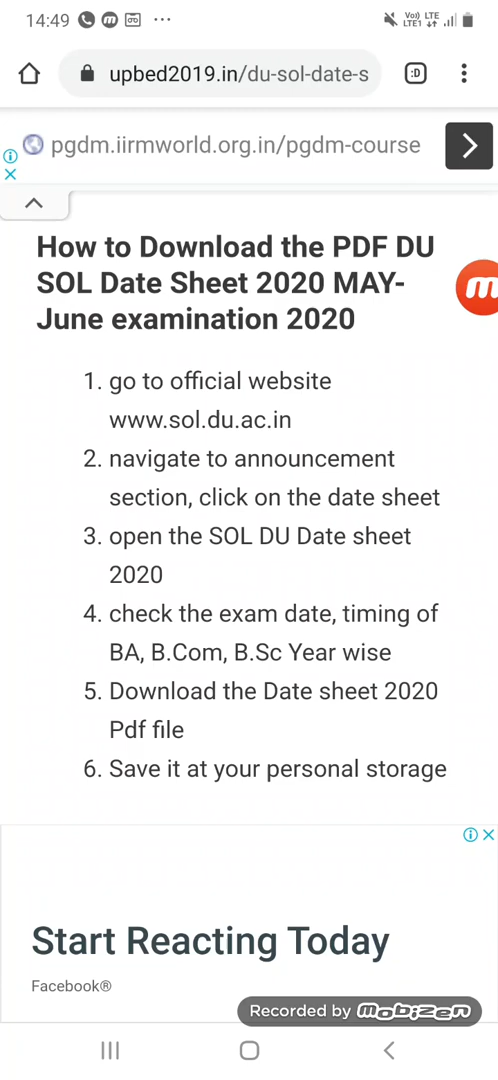 14:49
Vo) LTE
LTE1
upbed2019.in/du-sol-date-s
:D
pgdm.iirmworld.org.in/pgdm-course
How to Download the PDF DU
SOL Date Sheet 2020 MAY-
June examination 2020
1. go to official website
www.sol.du.ac.in
2. navigate to announcement
section, click on the date sheet
3. open the SOL DU Date sheet
2020
4. check the exam date, timing of
BA, B.Com, B.Sc Year wise
5. Download the Date sheet 2020
Pdf file
6. Save it at your personal storage
Start Reacting Today
Facebook®
Recorded by mobizen